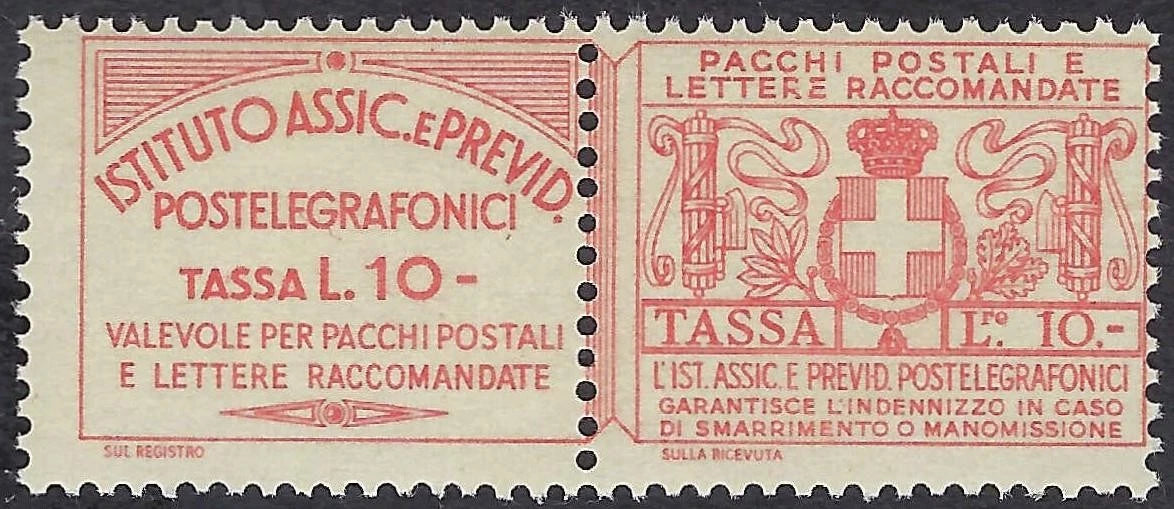 ISTITUTO ASSIC. E PREVID.
POSTELEGRAFONICI
TASSA L. 10 -
VALEVOLE PER PACCHI POSTALI
E LETTERE RACCOMANDATE
SUL REGISTRO
PACCHI POSTALI E
LETTERE RACCOMANDATE
TASSA Lre 10.-
L'IST. ASSIC. E PREVID. POSTELEGRAFONICI
GARANTISCE L'INDENNIZZO IN CASO
DI SMARRIMENTO O MANOMISSIONE
SULLA RICEVUTA